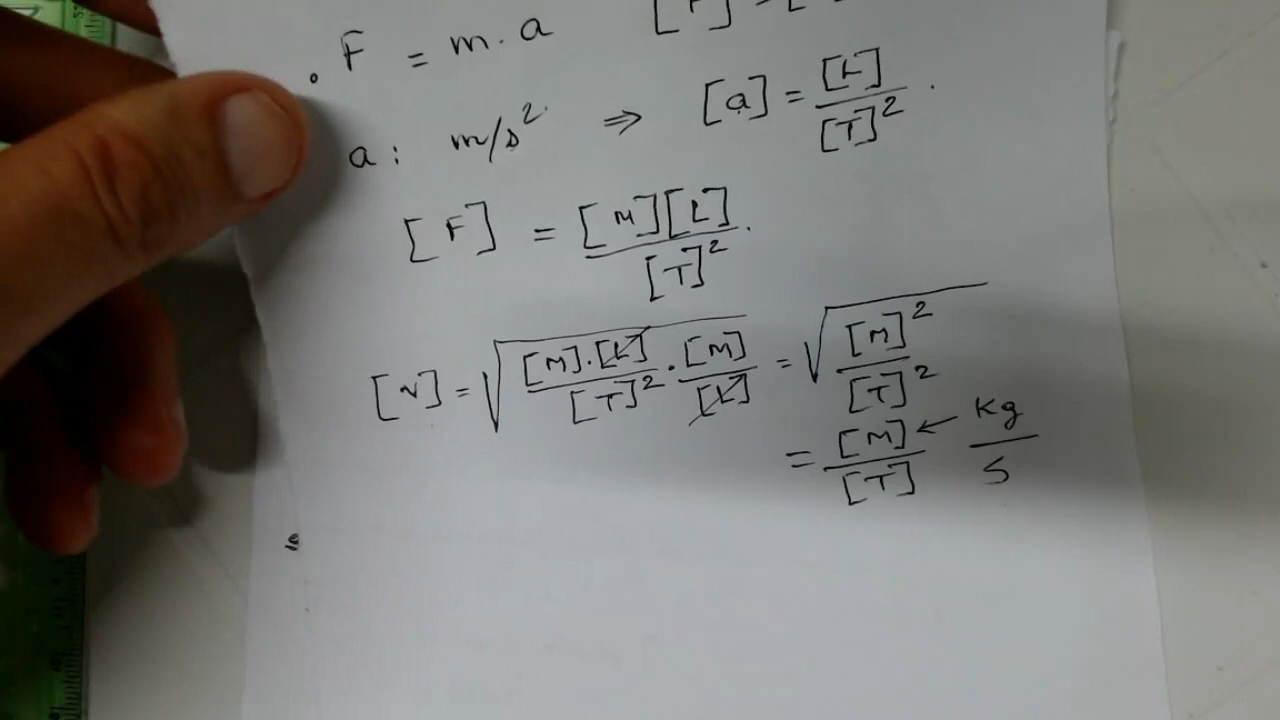 F = m.a
a: m/s² ⇒ [a] = [L]/[T]².
[F] = [M][L]/[T]².
[v] = √([M].[L]/[T]² . [M]/[L]) = √([M]²/[T]²)
= [M]/[T] ← Kg/S